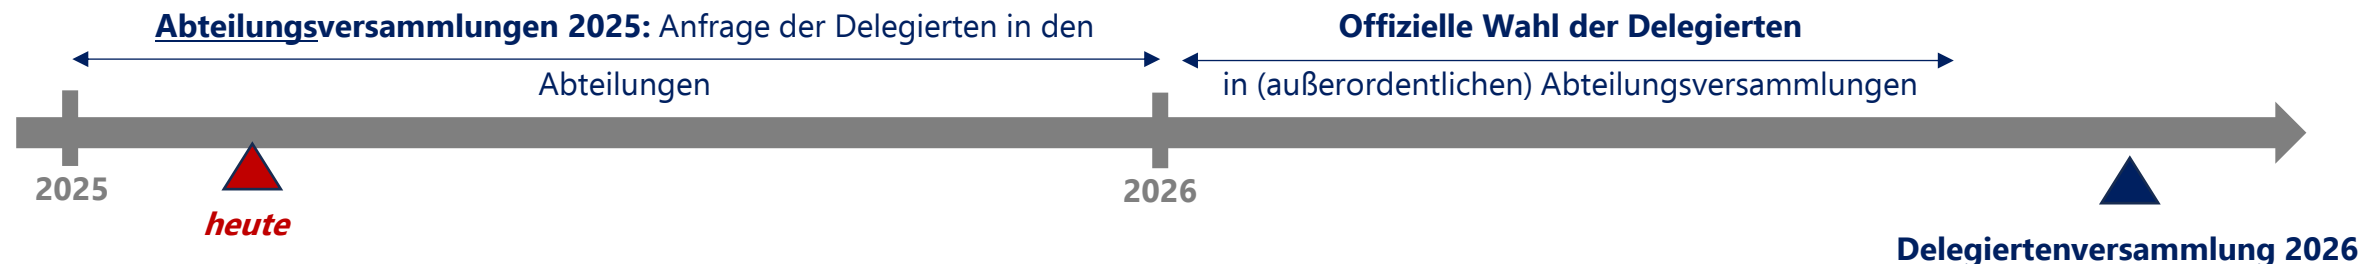 Abteilungsversammlungen 2025: Anfrage der Delegierten in den
Abteilungen
Offizielle Wahl der Delegierten
in (außerordentlichen) Abteilungsversammlungen
2025
heute
2026
Delegiertenversammlung 2026